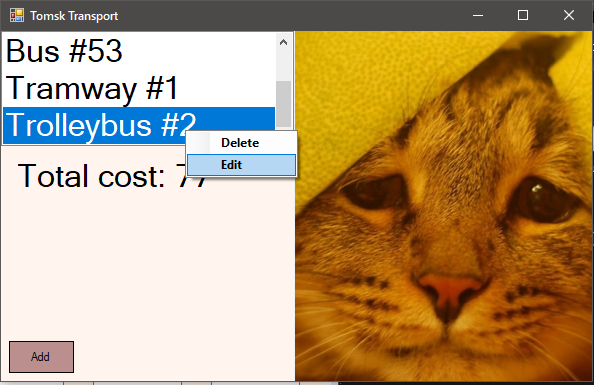 Tomsk Transport
Bus #53
Tramway #1
Trolleybus #2
Delete
Edit
Total cost: 77
Add